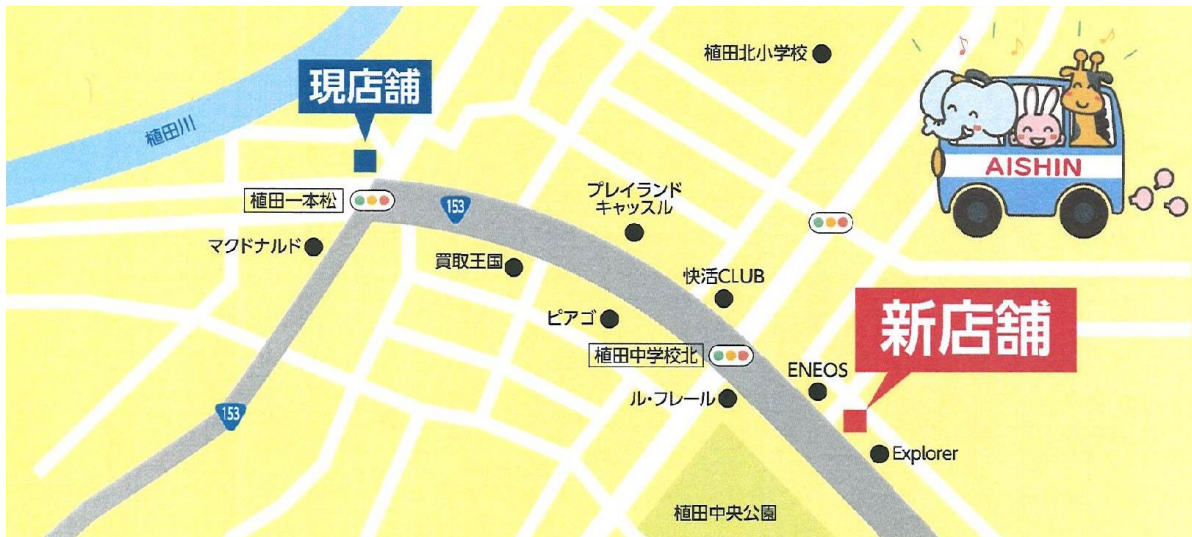 植田北小学校
現店舗
植田川
AISHIN
植田一本松
153
プレイランド
キャッスル
マクドナルド
買取王国
快活CLUB
ピアゴ
新店舗
植田中学校北
ENEOS
ル・フレール
153
Explorer
植田中央公園